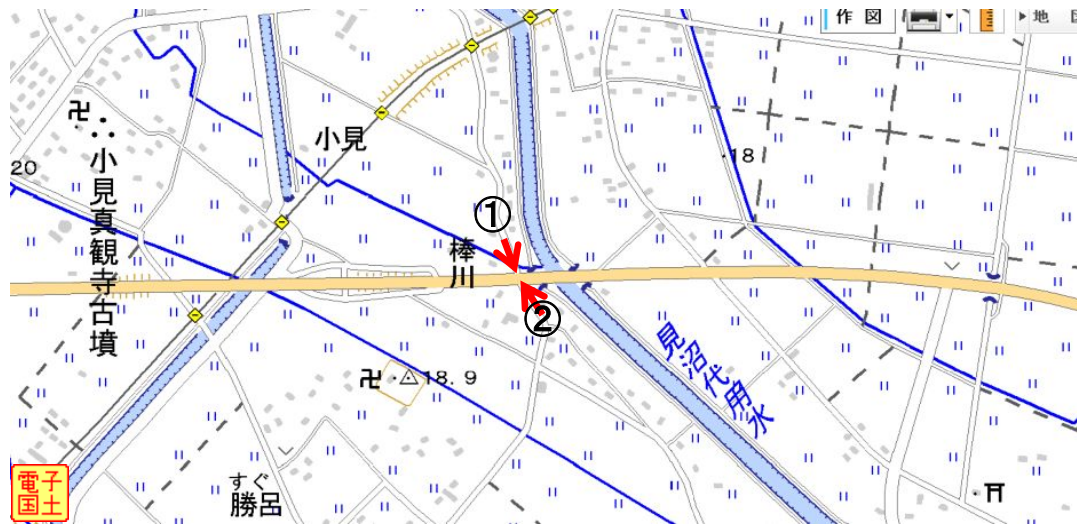 作 図
地 図
20
小見真観寺古墳
小見
・18
①
棒川
②
18.9
見沼代用水
すぐ
勝呂
電子
国土